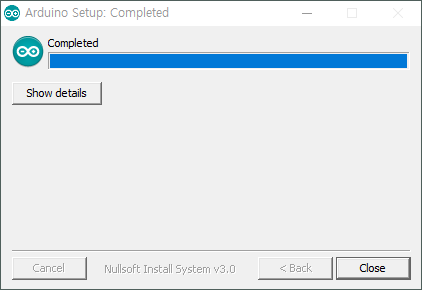 Arduino Setup: Completed
Completed
Show details
Cancel
Nullsoft Install System v3.0
< Back
Close